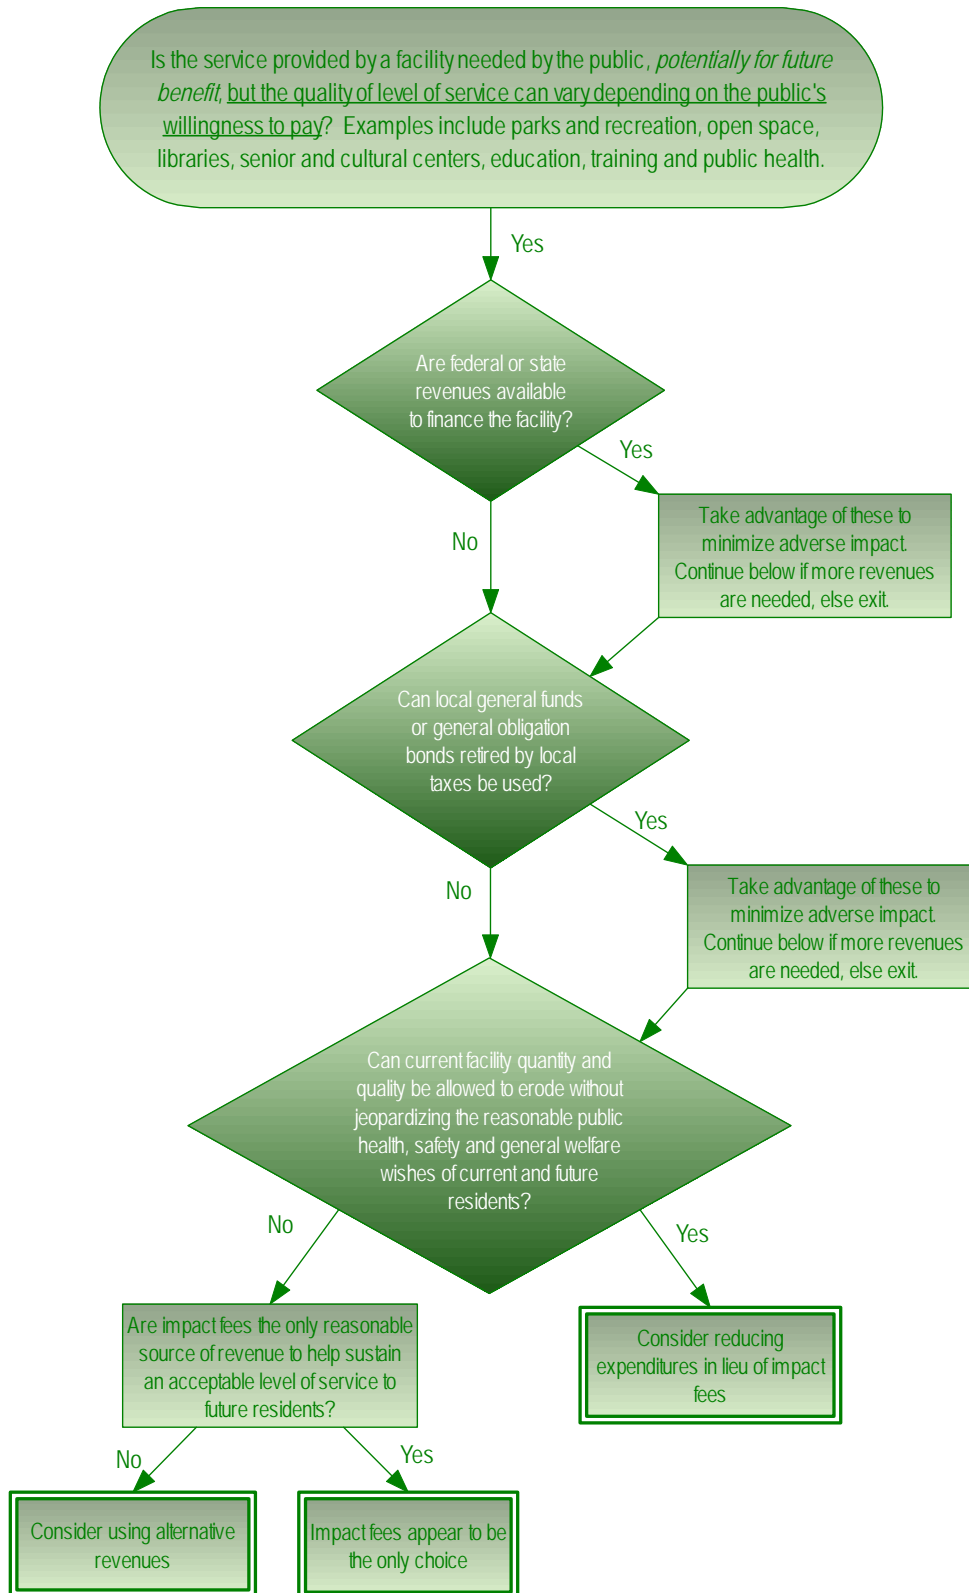 Is the service provided by a facility needed by the public, potentially for future
benefit, but the quality of level of service can vary depending on the public's
willingness to pay? Examples include parks and recreation, open space,
libraries, senior and cultural centers, education, training and public health.
Yes
Are federal or state
revenues available
to finance the facility?
Yes
Take advantage of these to
minimize adverse impact.
Continue below if more revenues
are needed, else exit.
No
Can local general funds
or general obligation
bonds retired by local
taxes be used?
Yes
Take advantage of these to
minimize adverse impact.
Continue below if more revenues
are needed, else exit.
No
Can current facility quantity and
quality be allowed to erode without
jeopardizing the reasonable public
health, safety and general welfare
wishes of current and future
residents?
No
Yes
Are impact fees the only reasonable
source of revenue to help sustain
an acceptable level of service to
future residents?
Consider reducing
expenditures in lieu of impact
fees
No
Yes
Consider using alternative
revenues
Impact fees appear to be
the only choice